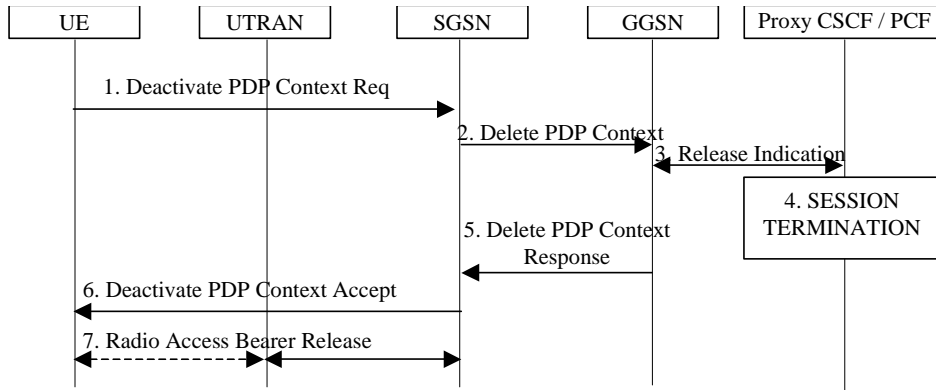 UE
UTRAN
SGSN
GGSN
Proxy CSCF / PCF
1. Deactivate PDP Context Req
2. Delete PDP Context
3. Release Indication
4. SESSION
TERMINATION
5. Delete PDP Context
Response
6. Deactivate PDP Context Accept
7. Radio Access Bearer Release